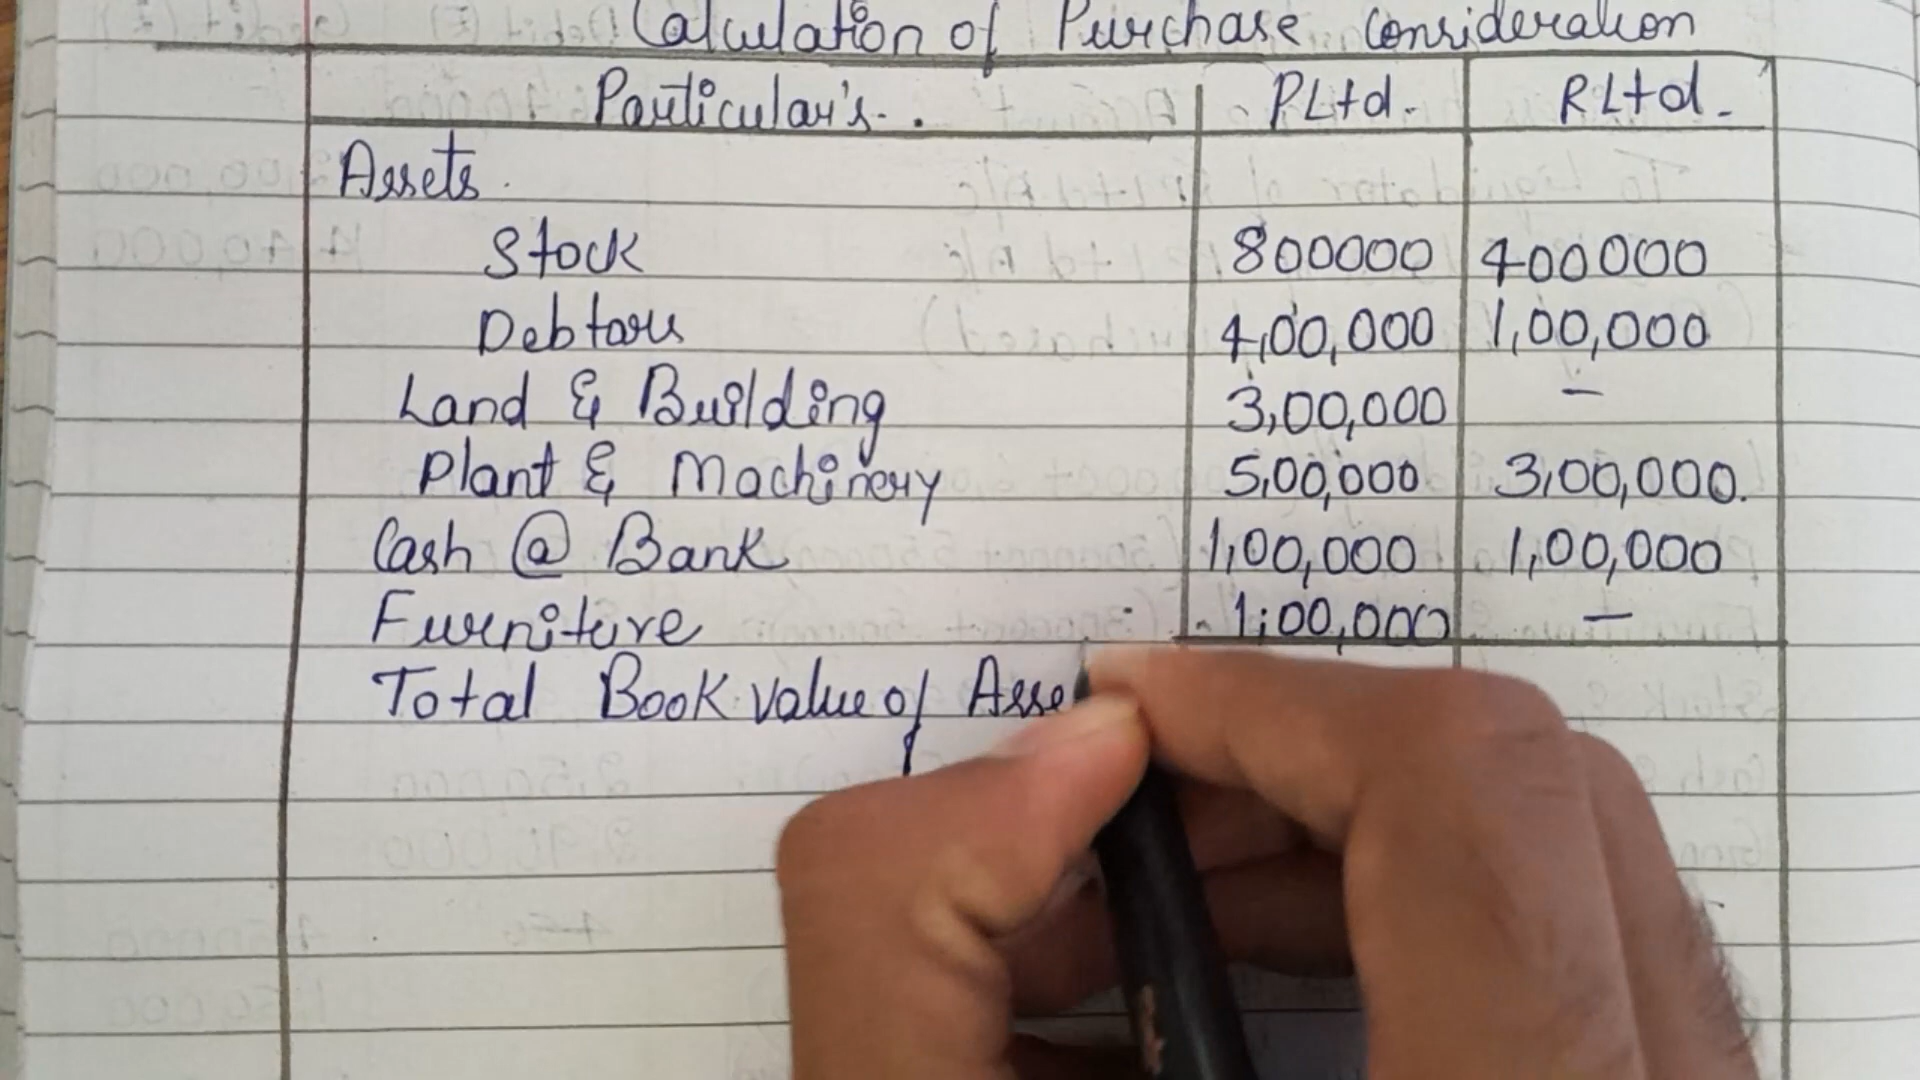 Calculation of Purchase Consideration
Particular's. P Ltd. R Ltd.
Assets.
Stock 800000 400000
Debtors 4,00,000 1,00,000
Land & Building 3,00,000 -
Plant & Machinery 5,00,000 3,00,000.
Cash @ Bank 1,00,000 1,00,000
Furniture 1,00,000 -
Total Book value of Asse